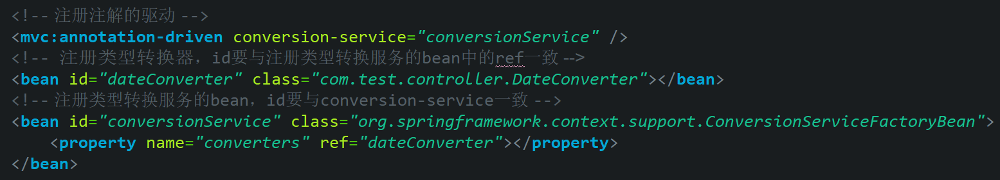 <!-- 注册注解的驱动 -->
<mvc:annotation-driven conversion-service="conversionService" />
<!-- 注册类型转换器，id要与注册类型转换服务的bean中的ref一致 -->
<bean id="dateConverter" class="com.test.controller.DateConverter"></bean>
<!-- 注册类型转换服务的bean，id要与conversion-service一致 -->
<bean id="conversionService" class="org.springframework.context.support.ConversionServiceFactoryBean">
    <property name="converters" ref="dateConverter"></property>
</bean>